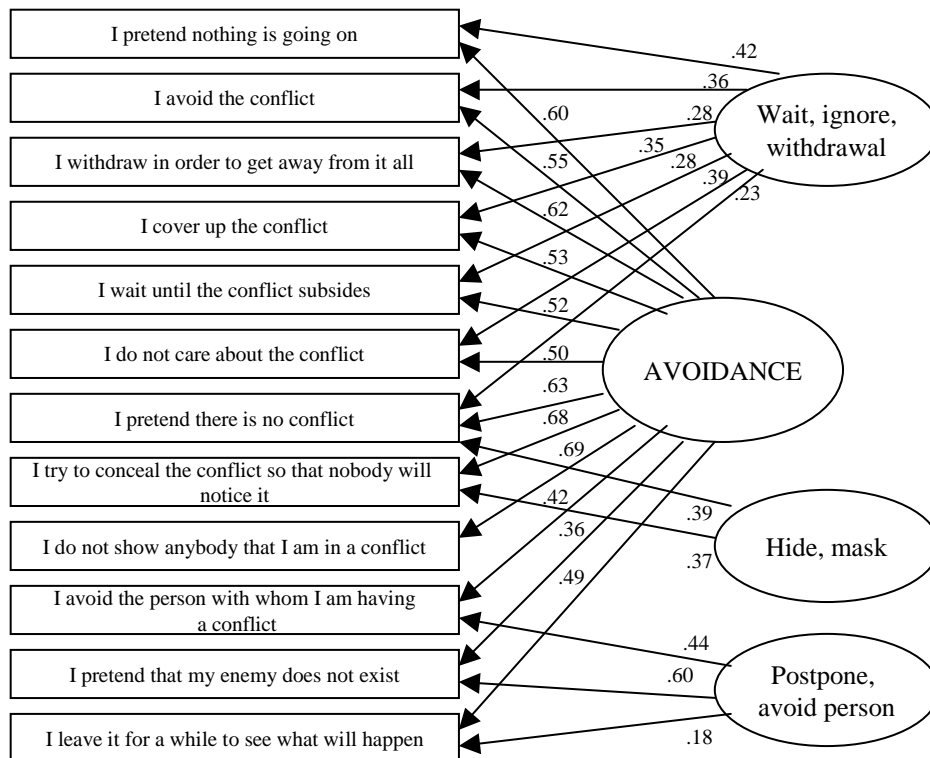 I pretend nothing is going on
.42
.36
I avoid the conflict
.60
.28
Wait, ignore,
withdrawal
I withdraw in order to get away from it all
.55
.35
.28
.39
.23
I cover up the conflict
.62
.53
I wait until the conflict subsides
.52
I do not care about the conflict
.50
AVOIDANCE
.63
I pretend there is no conflict
.68
.69
I try to conceal the conflict so that nobody will
notice it
.42
.39
I do not show anybody that I am in a conflict
.36
.37
Hide, mask
.49
I avoid the person with whom I am having
a conflict
.44
I pretend that my enemy does not exist
.60
Postpone,
avoid person
I leave it for a while to see what will happen
.18